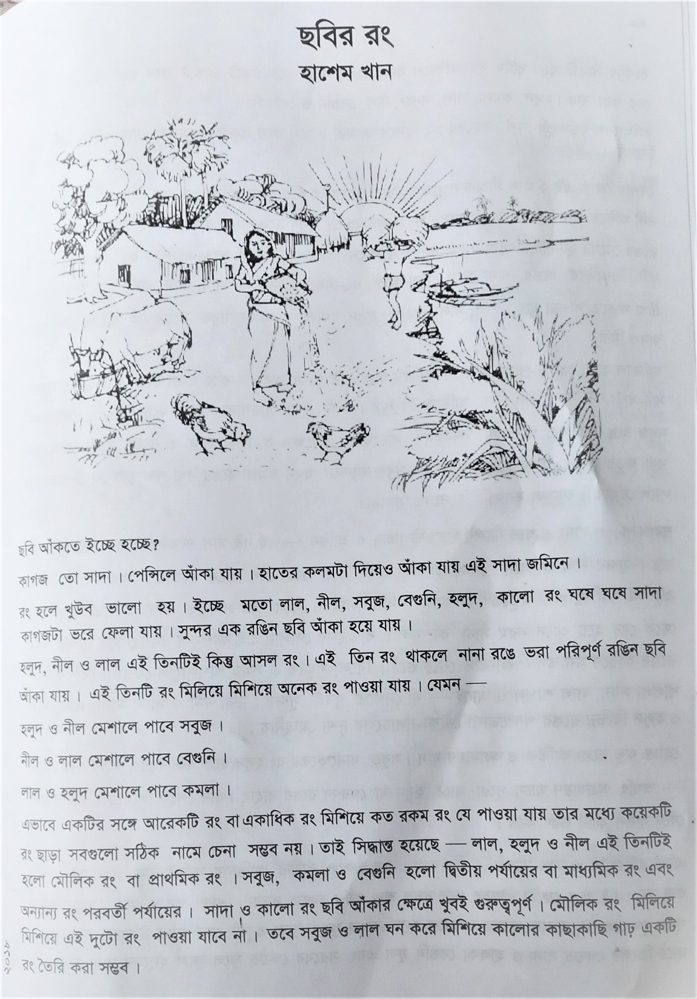 ছবির রং
হাশেম খান
ছবি আঁকতে ইচ্ছে হচ্ছে?
কাগজ তো সাদা। পেন্সিলে আঁকা যায়। হাতের কলমটা দিয়েও আঁকা যায় এই সাদা জমিনে।
রং হলে খুউব ভালো হয়। ইচ্ছে মতো লাল, নীল, সবুজ, বেগুনি, হলুদ, কালো রং ঘষে ঘষে সাদা
কাগজটা ভরে ফেলা যায়। সুন্দর এক রঙিন ছবি আঁকা হয়ে যায়।
হলুদ, নীল ও লাল এই তিনটিই কিন্তু আসল রং। এই তিন রং থাকলে নানা রঙে ভরা পরিপূর্ণ রঙিন ছবি
আঁকা যায়। এই তিনটি রং মিলিয়ে মিশিয়ে অনেক রং পাওয়া যায়। যেমন —
হলুদ ও নীল মেশালে পাবে সবুজ।
নীল ও লাল মেশালে পাবে বেগুনি।
লাল ও হলুদ মেশালে পাবে কমলা।
এভাবে একটির সঙ্গে আরেকটি রং বা একাধিক রং মিশিয়ে কত রকম রং যে পাওয়া যায় তার মধ্যে কয়েকটি
রং ছাড়া সবগুলো সঠিক নামে চেনা সম্ভব নয়। তাই সিদ্ধান্ত হয়েছে — লাল, হলুদ ও নীল এই তিনটিই
হলো মৌলিক রং বা প্রাথমিক রং। সবুজ, কমলা ও বেগুনি হলো দ্বিতীয় পর্যায়ের বা মাধ্যমিক রং এবং
অন্যান্য রং পরবর্তী পর্যায়ের। সাদা ও কালো রং ছবি আঁকার ক্ষেত্রে খুবই গুরুত্বপূর্ণ। মৌলিক রং মিলিয়ে
মিশিয়ে এই দুটো রং পাওয়া যাবে না। তবে সবুজ ও লাল ঘন করে মিশিয়ে কালোর কাছাকাছি গাঢ় একটি
রং তৈরি করা সম্ভব।
২০১৮